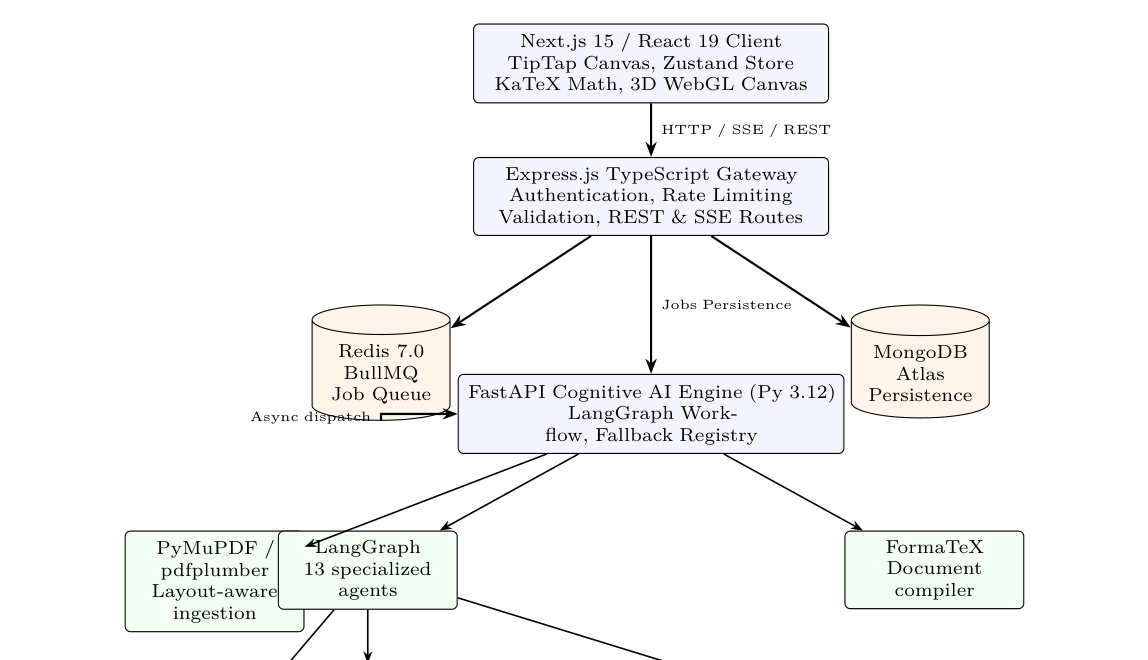 Next.js 15 / React 19 Client
TipTap Canvas, Zustand Store
KaTeX Math, 3D WebGL Canvas
HTTP / SSE / REST
Express.js TypeScript Gateway
Authentication, Rate Limiting
Validation, REST & SSE Routes
Jobs Persistence
Redis 7.0
BullMQ
Job Queue
MongoDB
Atlas
Persistence
Async dispatch
FastAPI Cognitive AI Engine (Py 3.12)
LangGraph Work-
flow, Fallback Registry
PyMuPDF /
pdfplumber
Layout-aware
ingestion
LangGraph
13 specialized
agents
FormaTeX
Document
compiler